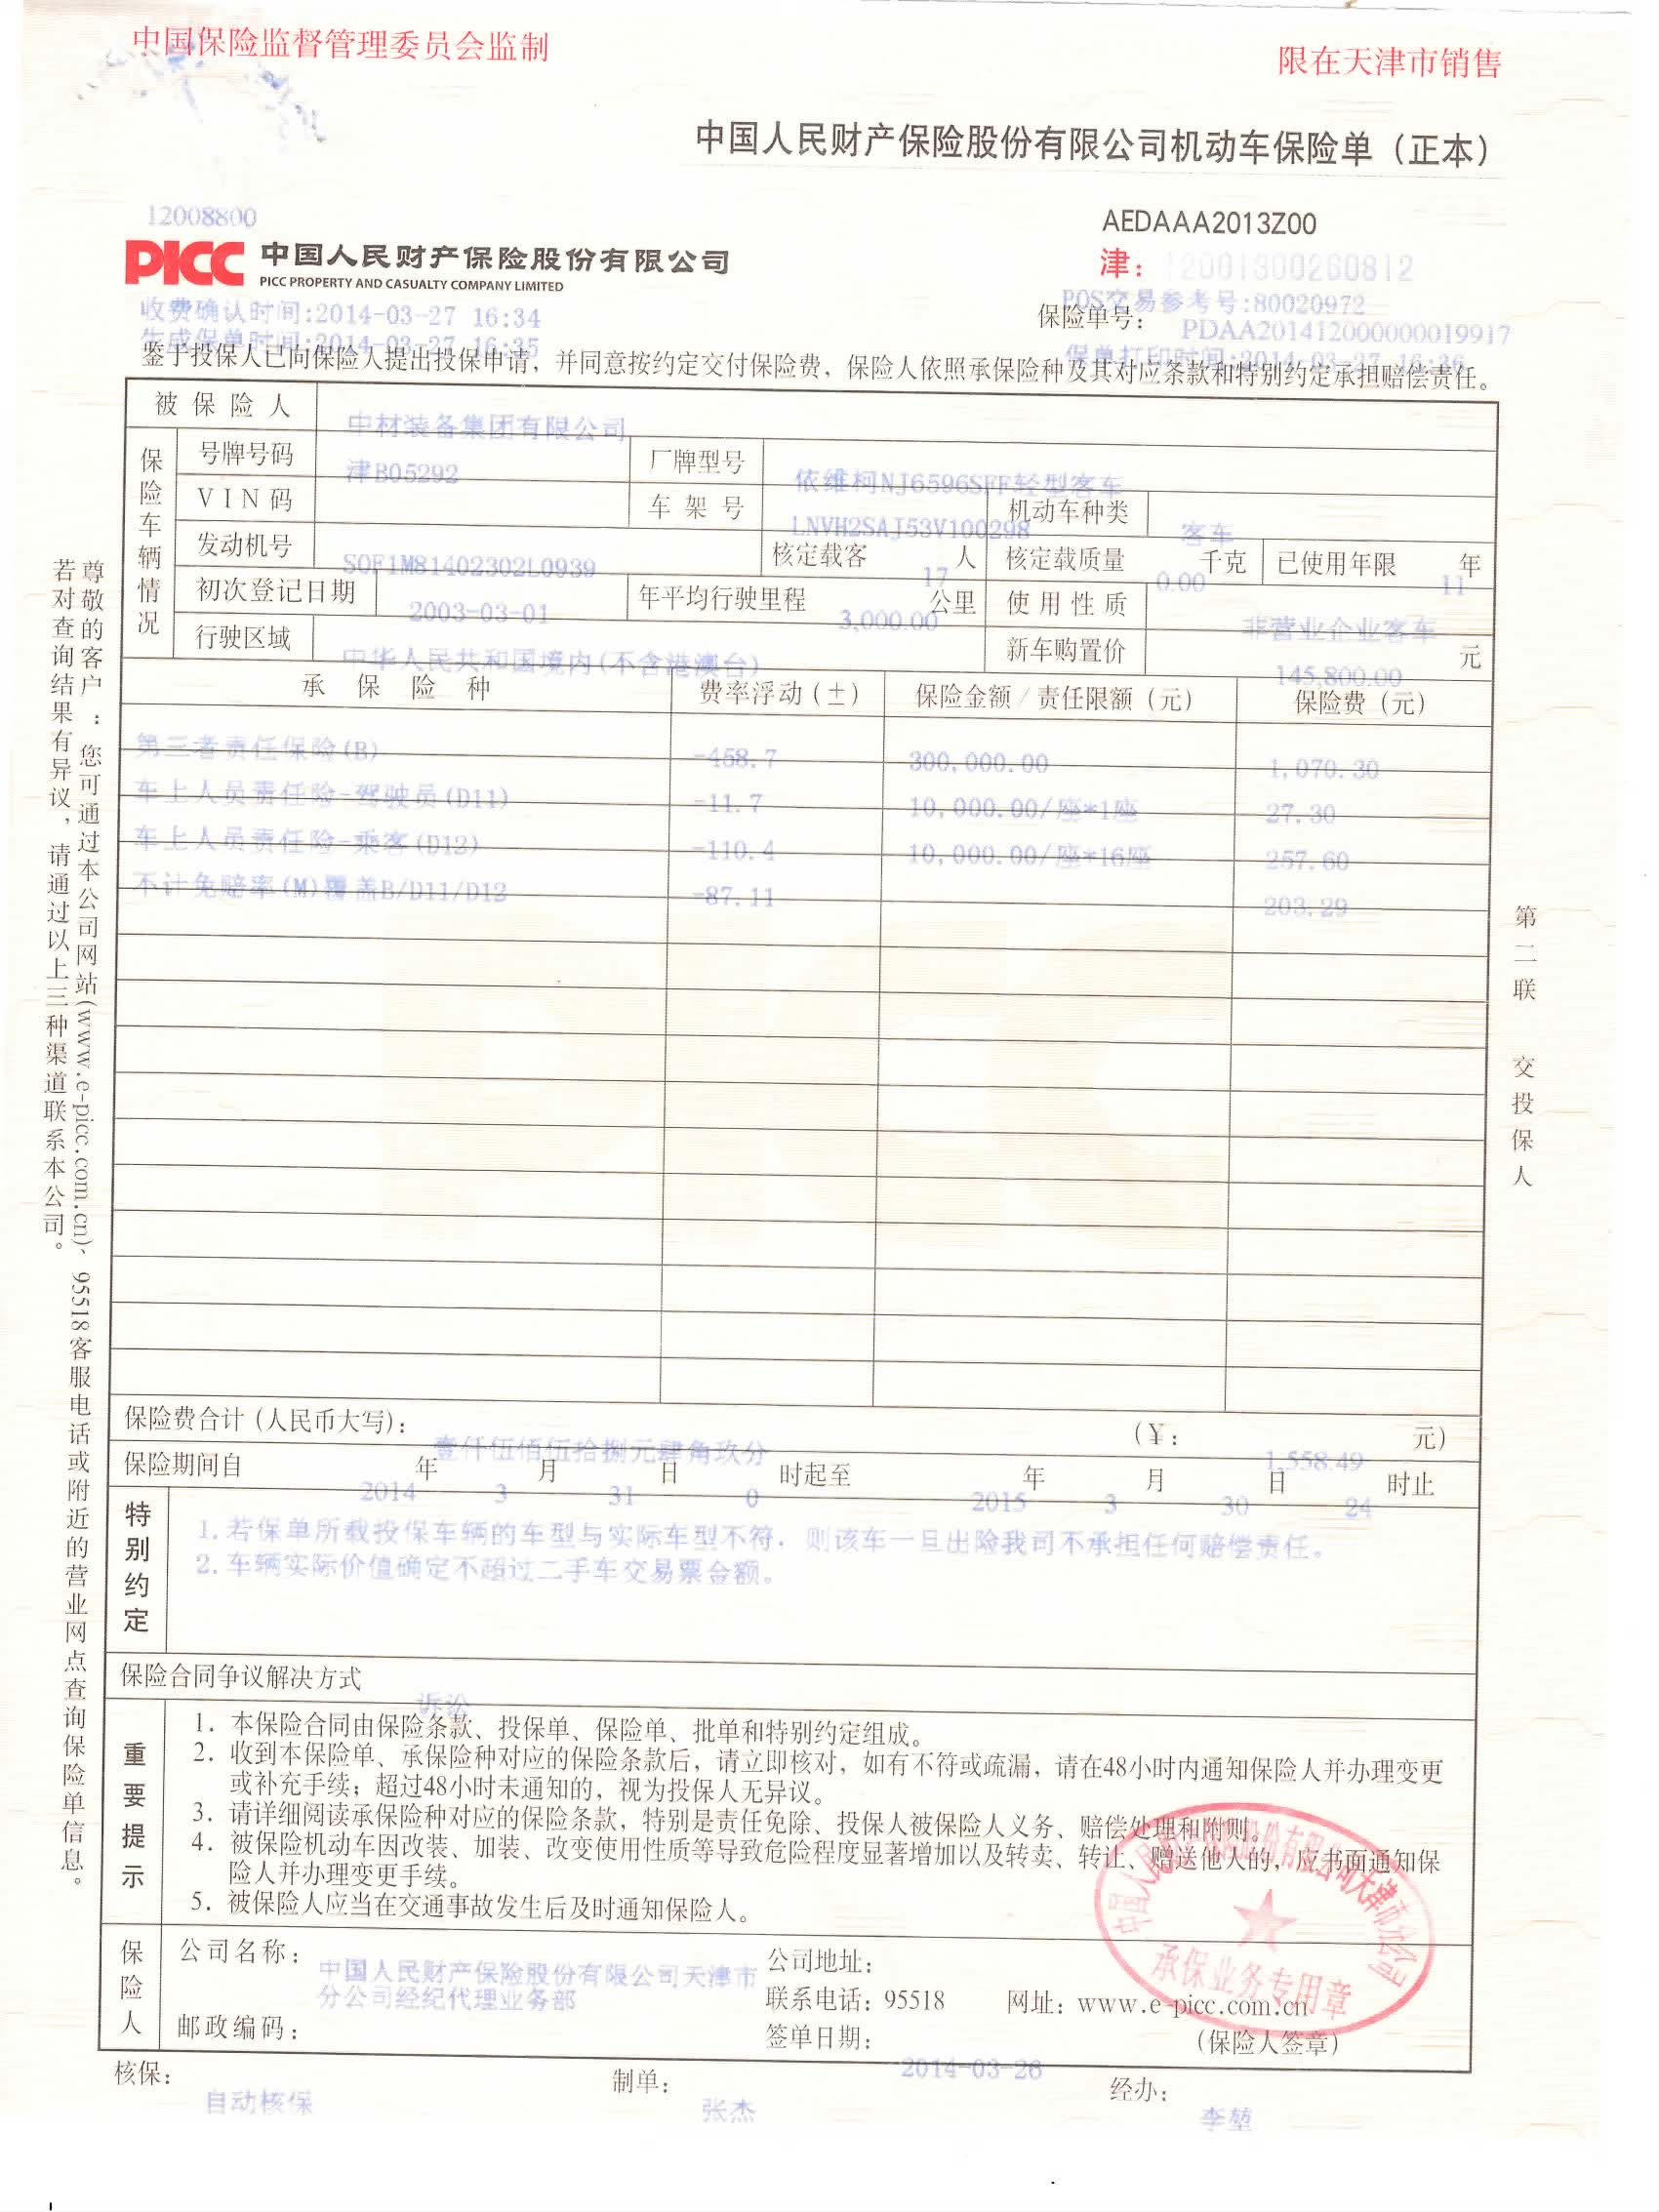 中国保险监督管理委员会监制
限在天津市销售
中国人民财产保险股份有限公司机动车保险单（正本）
12008800
AEDAAA2013Z00
PICC 中国人民财产保险股份有限公司
PICC PROPERTY AND CASUALTY COMPANY LIMITED
津：12001300260812
收费确认时间:2014-03-27 16:34
POS交易参考号:80020972
保险单号：PDAA201412000000019917
生成保单时间:2014-03-27 16:35
保单打印时间:2014-03-27 16:36
鉴于投保人已向保险人提出投保申请，并同意按约定交付保险费，保险人依照承保险种及其对应条款和特别约定承担赔偿责任。
被保险人 中材装备集团有限公司
保险车辆情况
号牌号码 津B05292 厂牌型号 依维柯NJ6596SFF轻型客车
VIN码 车架号 LNVH2SAJ53V100298 机动车种类 客车
发动机号 SOF1M81402302L0939 核定载客 17 人 核定载质量 0.00 千克 已使用年限 11 年
初次登记日期 2003-03-01 年平均行驶里程 3,000.00 公里 使用性质 非营业企业客车
行驶区域 中华人民共和国境内(不含港澳台) 新车购置价 145,800.00 元
承保险种 费率浮动（±） 保险金额/责任限额（元） 保险费（元）
第三者责任保险(B) -458.7 300,000.00 1,070.30
车上人员责任险-驾驶员(D11) -11.7 10,000.00/座*1座 27.30
车上人员责任险-乘客(D12) -110.4 10,000.00/座*16座 257.60
不计免赔率(M)覆盖B/D11/D12 -87.11 203.29
保险费合计（人民币大写）：壹仟伍佰伍拾捌元肆角玖分 （¥：1,558.49 元）
保险期间自 2014 年 3 月 31 日 0 时起至 2015 年 3 月 30 日 24 时止
特别约定
1.若保单所载投保车辆的车型与实际车型不符，则该车一旦出险我司不承担任何赔偿责任。
2.车辆实际价值确定不超过二手车交易票金额。
保险合同争议解决方式 诉讼
重要提示
1. 本保险合同由保险条款、投保单、保险单、批单和特别约定组成。
2. 收到本保险单、承保险种对应的保险条款后，请立即核对，如有不符或疏漏，请在48小时内通知保险人并办理变更
或补充手续；超过48小时未通知的，视为投保人无异议。
3. 请详细阅读承保险种对应的保险条款，特别是责任免除、投保人被保险人义务、赔偿处理和附则。
4. 被保险机动车因改装、加装、改变使用性质等导致危险程度显著增加以及转卖、转让、赠送他人的，应书面通知保
险人并办理变更手续。
5. 被保险人应当在交通事故发生后及时通知保险人。
保险人
公司名称：中国人民财产保险股份有限公司天津市
分公司经纪代理业务部
公司地址：
联系电话：95518 网址：www.e-picc.com.cn
邮政编码：
签单日期：2014-03-26 （保险人签章）
承保业务专用章
核保：自动核保 制单：张杰 经办：李堃
尊敬的客户：您可通过本公司网站(www.e-picc.com.cn)、95518客服电话或附近的营业网点查询保险单信息。
若对查询结果有异议，请通过以上三种渠道联系本公司。
第二联 交投保人